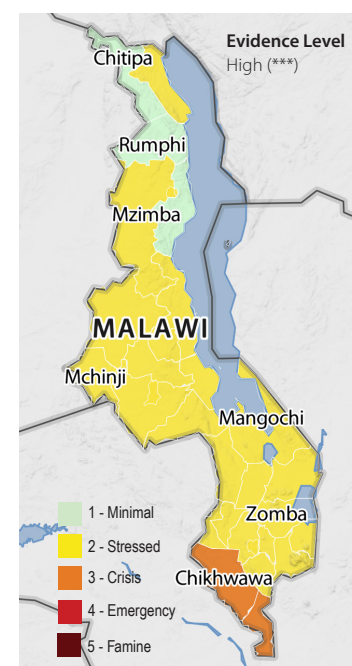 Evidence Level
High (***)
Chitipa
Rumphi
Mzimba
MALAWI
Mchinji
Mangochi
Zomba
Chikhwawa
1 - Minimal
2 - Stressed
3 - Crisis
4 - Emergency
5 - Famine